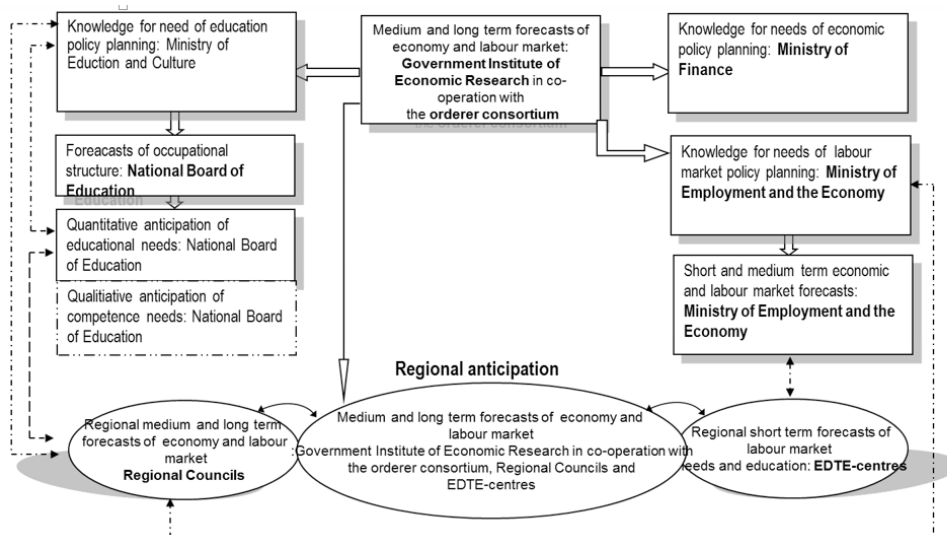 Knowledge for need of education
policy planning: Ministry of
Eduction and Culture
Medium and long term forecasts of
economy and labour market:
Government Institute of
Economic Research in co-
operation with
the orderer consortium
Knowledge for needs of economic
policy planning: Ministry of
Finance
Foreacasts of occupational
structure: National Board of
Education
Knowledge for needs of labour
market policy planning: Ministry
of Employment and the Economy
Quantitative anticipation of
educational needs: National Board
of Education
Qualitiative anticipation of
competence needs: National Board
of Education
Short and medium term economic
and labour market forecasts:
Ministry of Employment and the
Economy
Regional anticipation
Regional medium and long term
forecasts of economy and labour
market
Regional Councils
Medium and long term forecasts of economy and
labour market
:Government Institute of Economic Research in co-operation with
the orderer consortium, Regional Councils and
EDTE-centres
Regional short term forecasts of
labour
needs and education: EDTE-centres